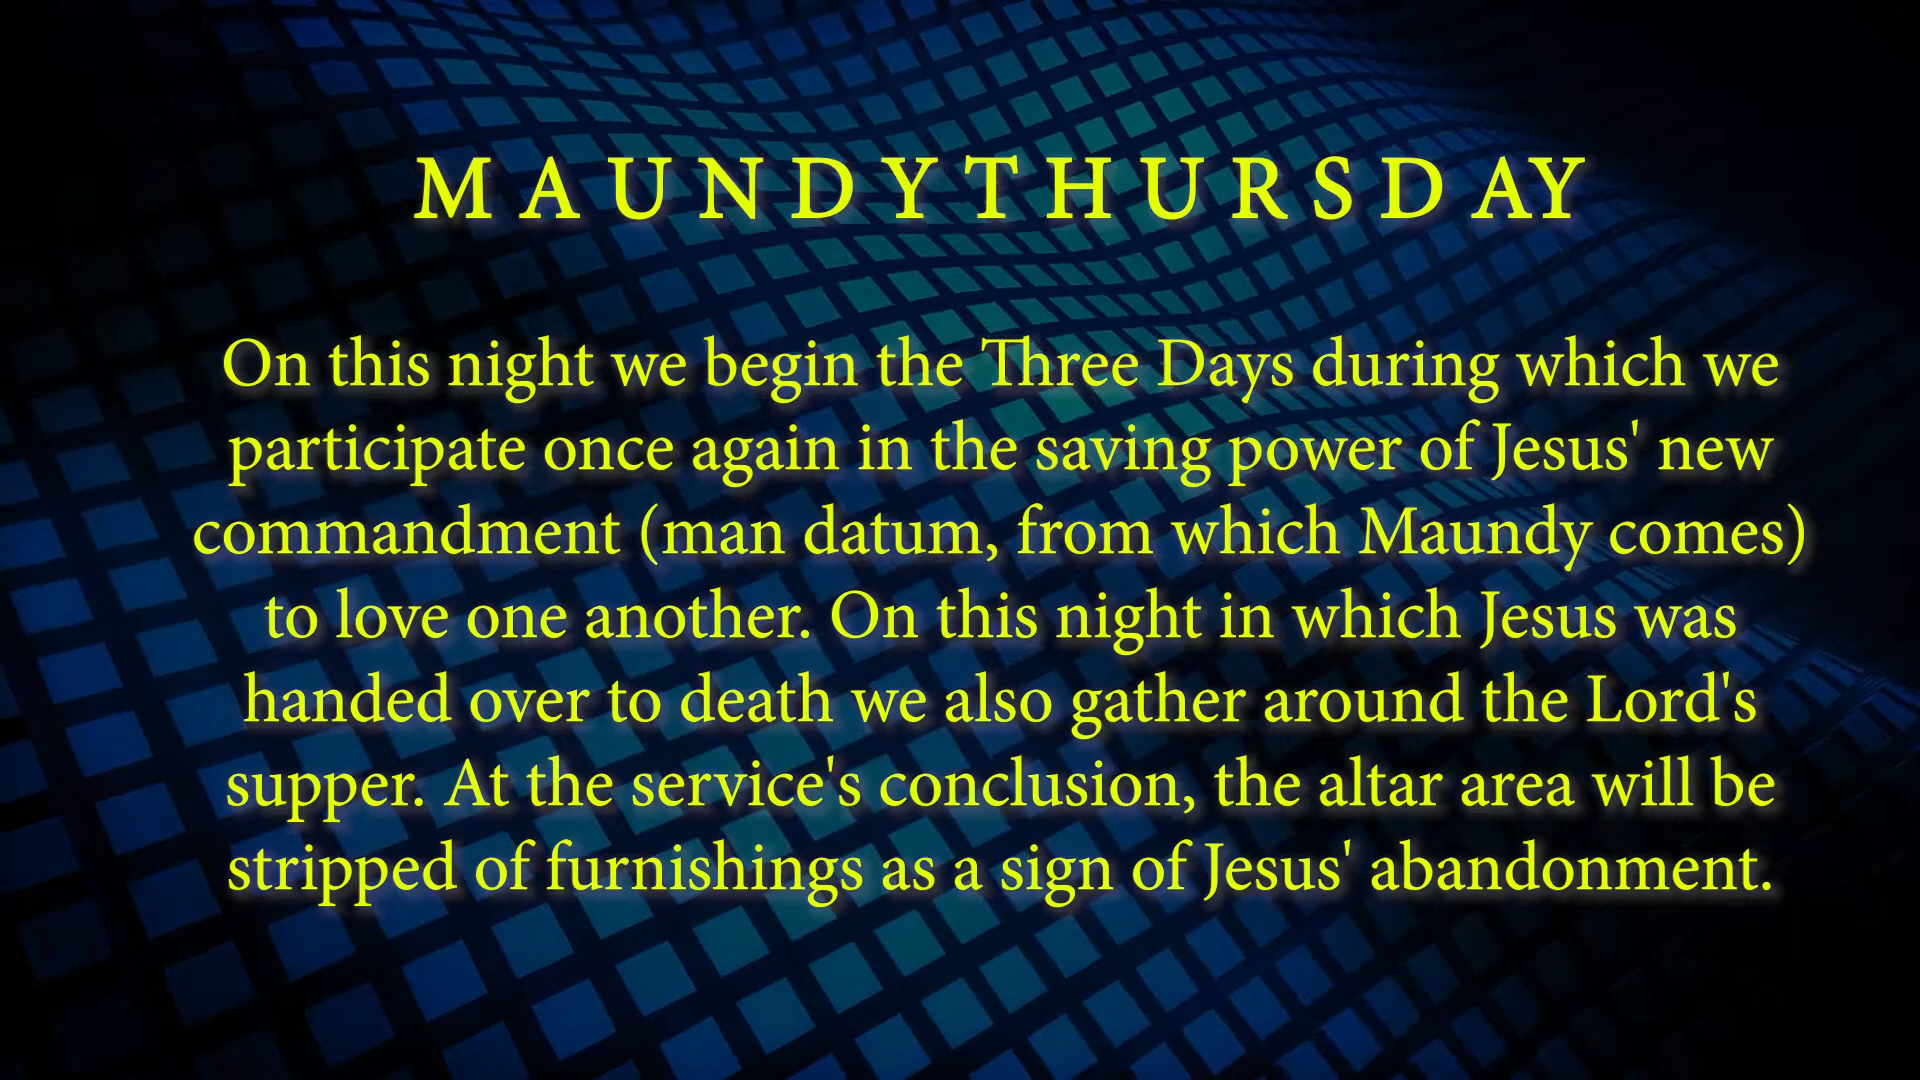 M A U N D Y T H U R S D AY
On this night we begin the Three Days during which we
participate once again in the saving power of Jesus' new
commandment (man datum, from which Maundy comes)
to love one another. On this night in which Jesus was
handed over to death we also gather around the Lord's
supper. At the service's conclusion, the altar area will be
stripped of furnishings as a sign of Jesus' abandonment.